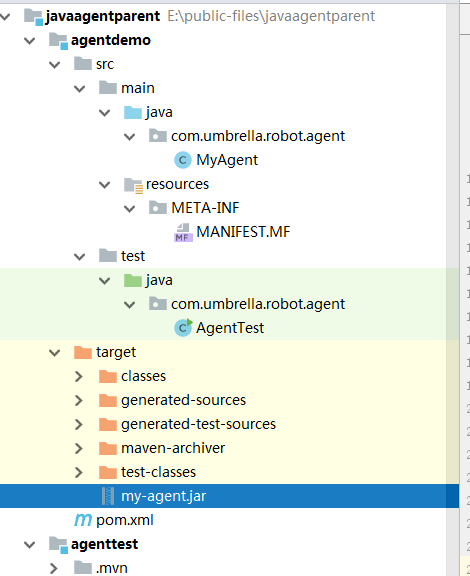 javaagentparent E:\public-files\javaagentparent
agentdemo
src
main
java
com.umbrella.robot.agent
C MyAgent
resources
META-INF
MF MANIFEST.MF
test
java
com.umbrella.robot.agent
C AgentTest
target
classes
generated-sources
generated-test-sources
maven-archiver
test-classes
my-agent.jar
m pom.xml
agenttest
.mvn